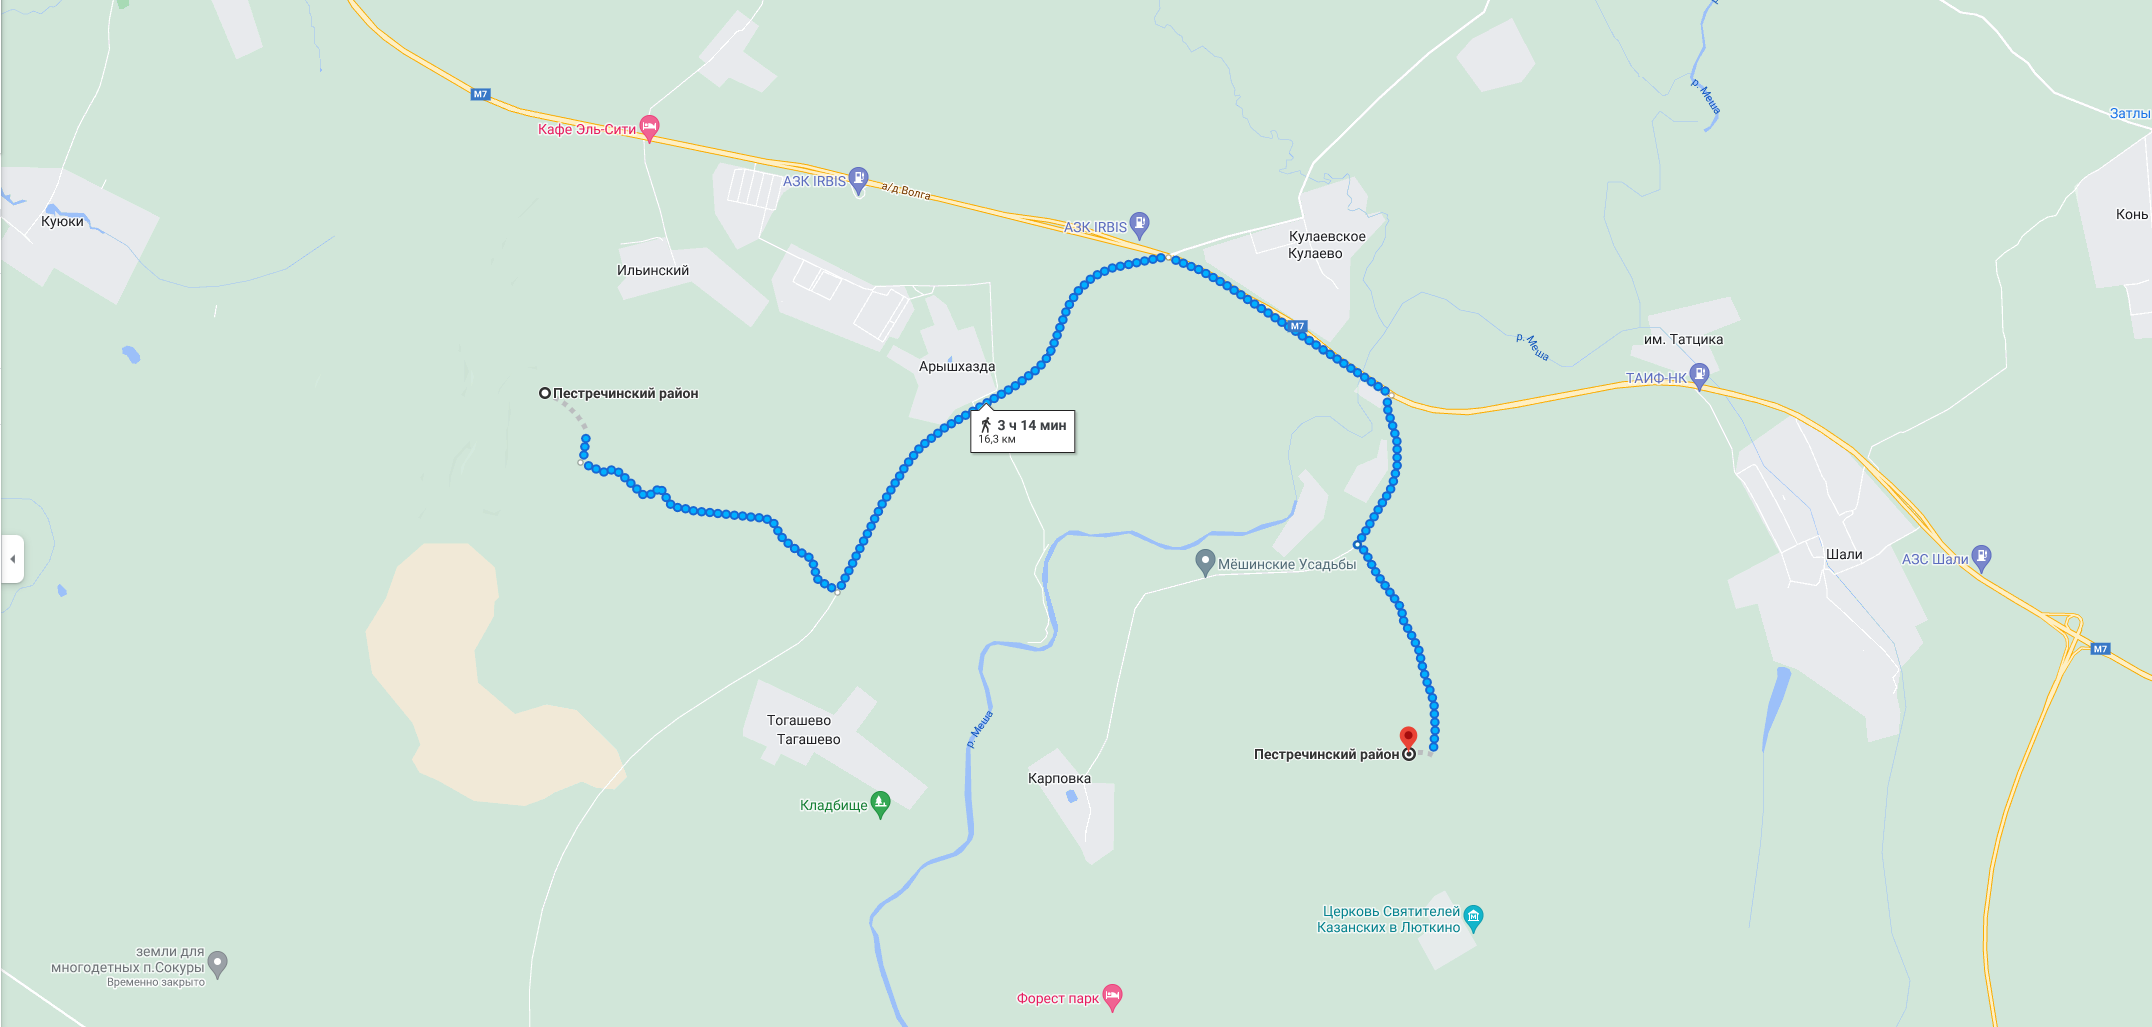 р. Меша
M7
р. Меша
Затлы
Кафе Эль-Сити
АЗК IRBIS
а/д Волга
Куюки
АЗК IRBIS
Конь
Кулаевское
Кулаево
Ильинский
M7
р. Меша
им. Татцика
Арышхазда
ТАИФ-НК
Пестречинский район
3 ч 14 мин
16,3 км
Шали
АЗС Шали
Мёшинские Усадьбы
M7
Тогашево
Тагашево
р. Меша
Пестречинский район
Карповка
Кладбище
Церковь Святителей
Казанских в Люткино
земли для
многодетных п.Сокуры
Временно закрыто
Форест парк